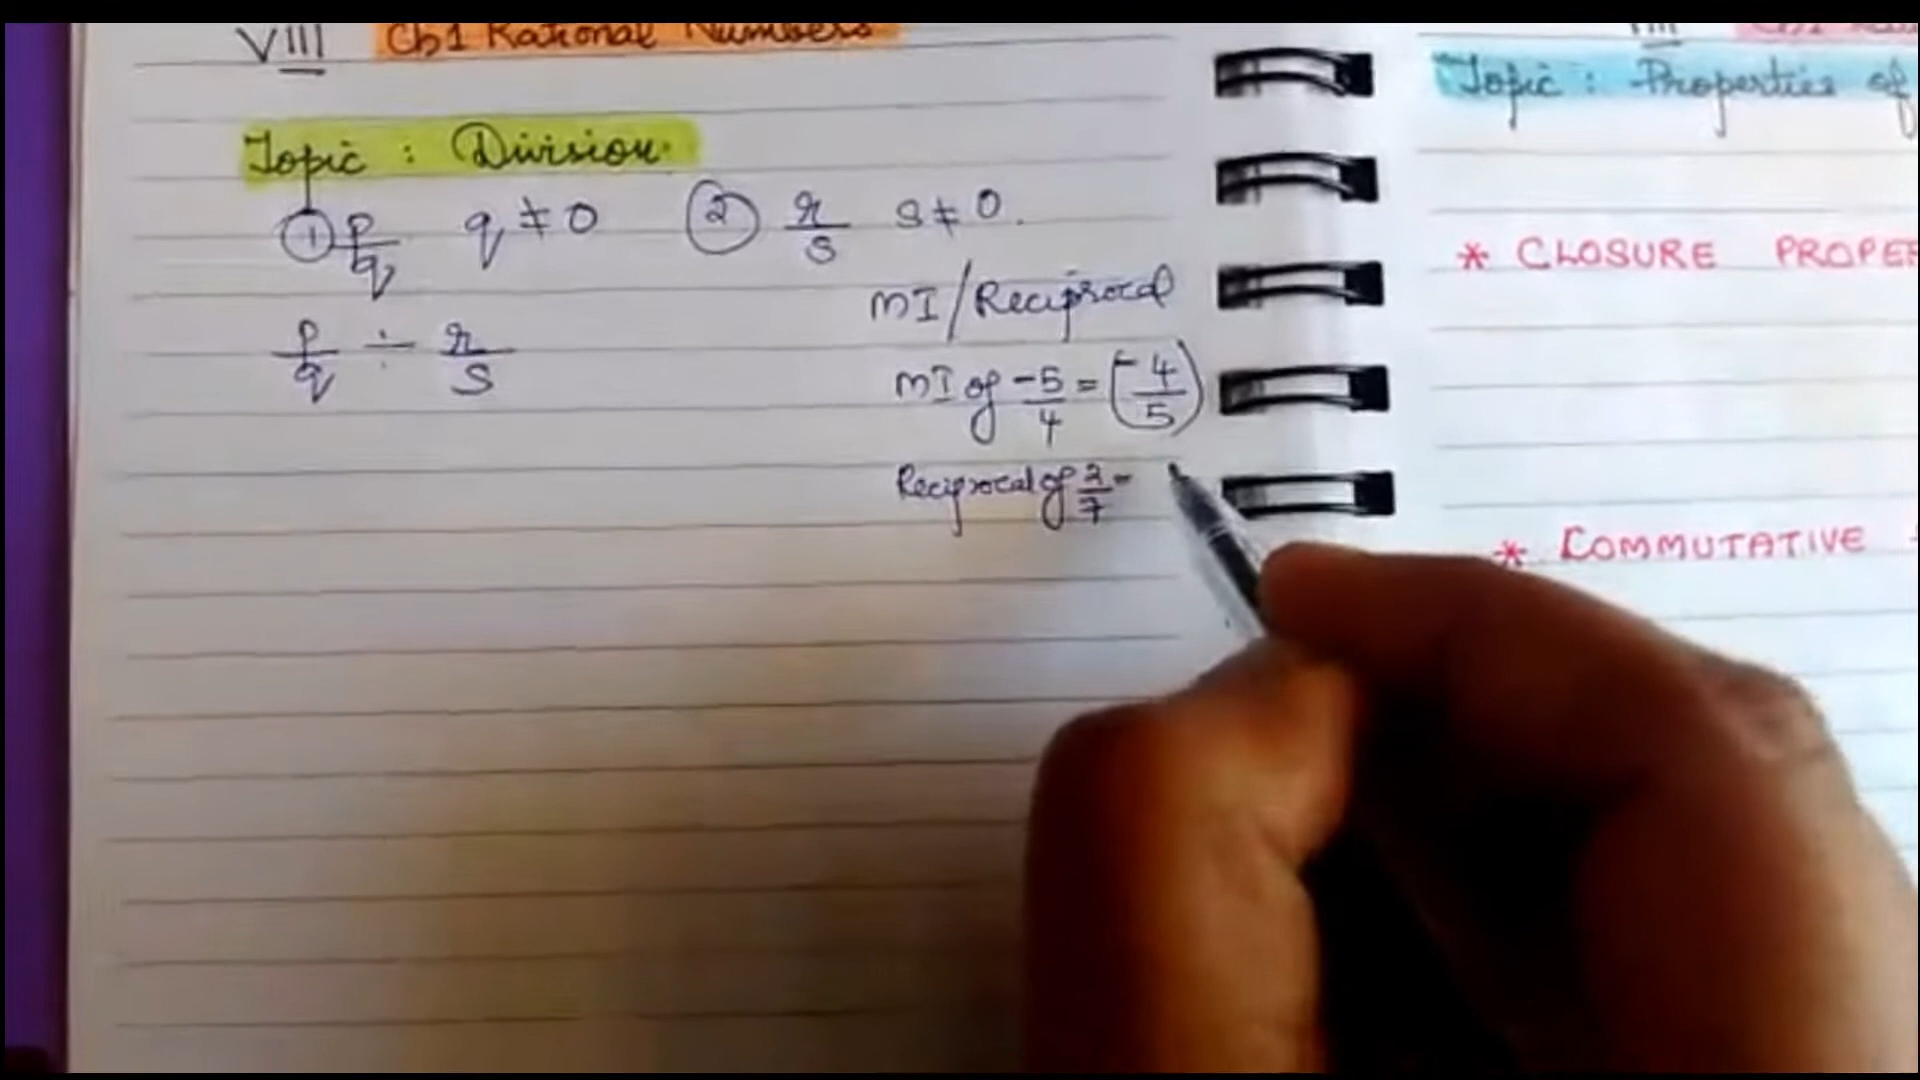 VIII Ch1 Rational Numbers
Topic : Division
① p/q q ≠ 0 ② r/s s ≠ 0.
MI/Reciprocal
p/q ÷ r/s
MI of -5/4 = (-4/5)
Reciprocal of 2/7 =
Topic : Properties of
* CLOSURE PROPER
* COMMUTATIVE